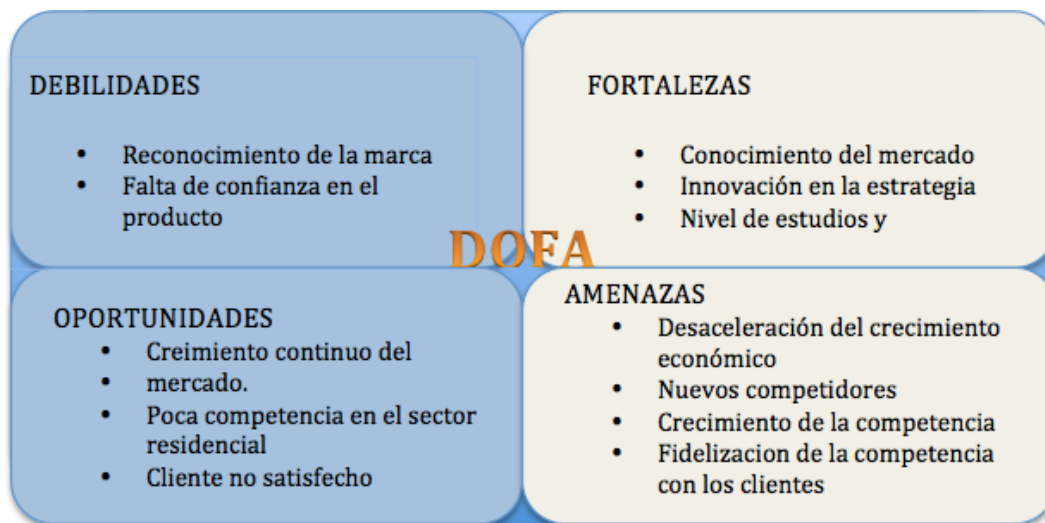 DEBILIDADES
• Reconocimiento de la marca
• Falta de confianza en el
producto
FORTALEZAS
• Conocimiento del mercado
• Innovación en la estrategia
• Nivel de estudios y
DOFA
OPORTUNIDADES
• Creimiento continuo del
• mercado.
• Poca competencia en el sector
residencial
• Cliente no satisfecho
AMENAZAS
• Desaceleración del crecimiento
económico
• Nuevos competidores
• Crecimiento de la competencia
• Fidelizacion de la competencia
con los clientes